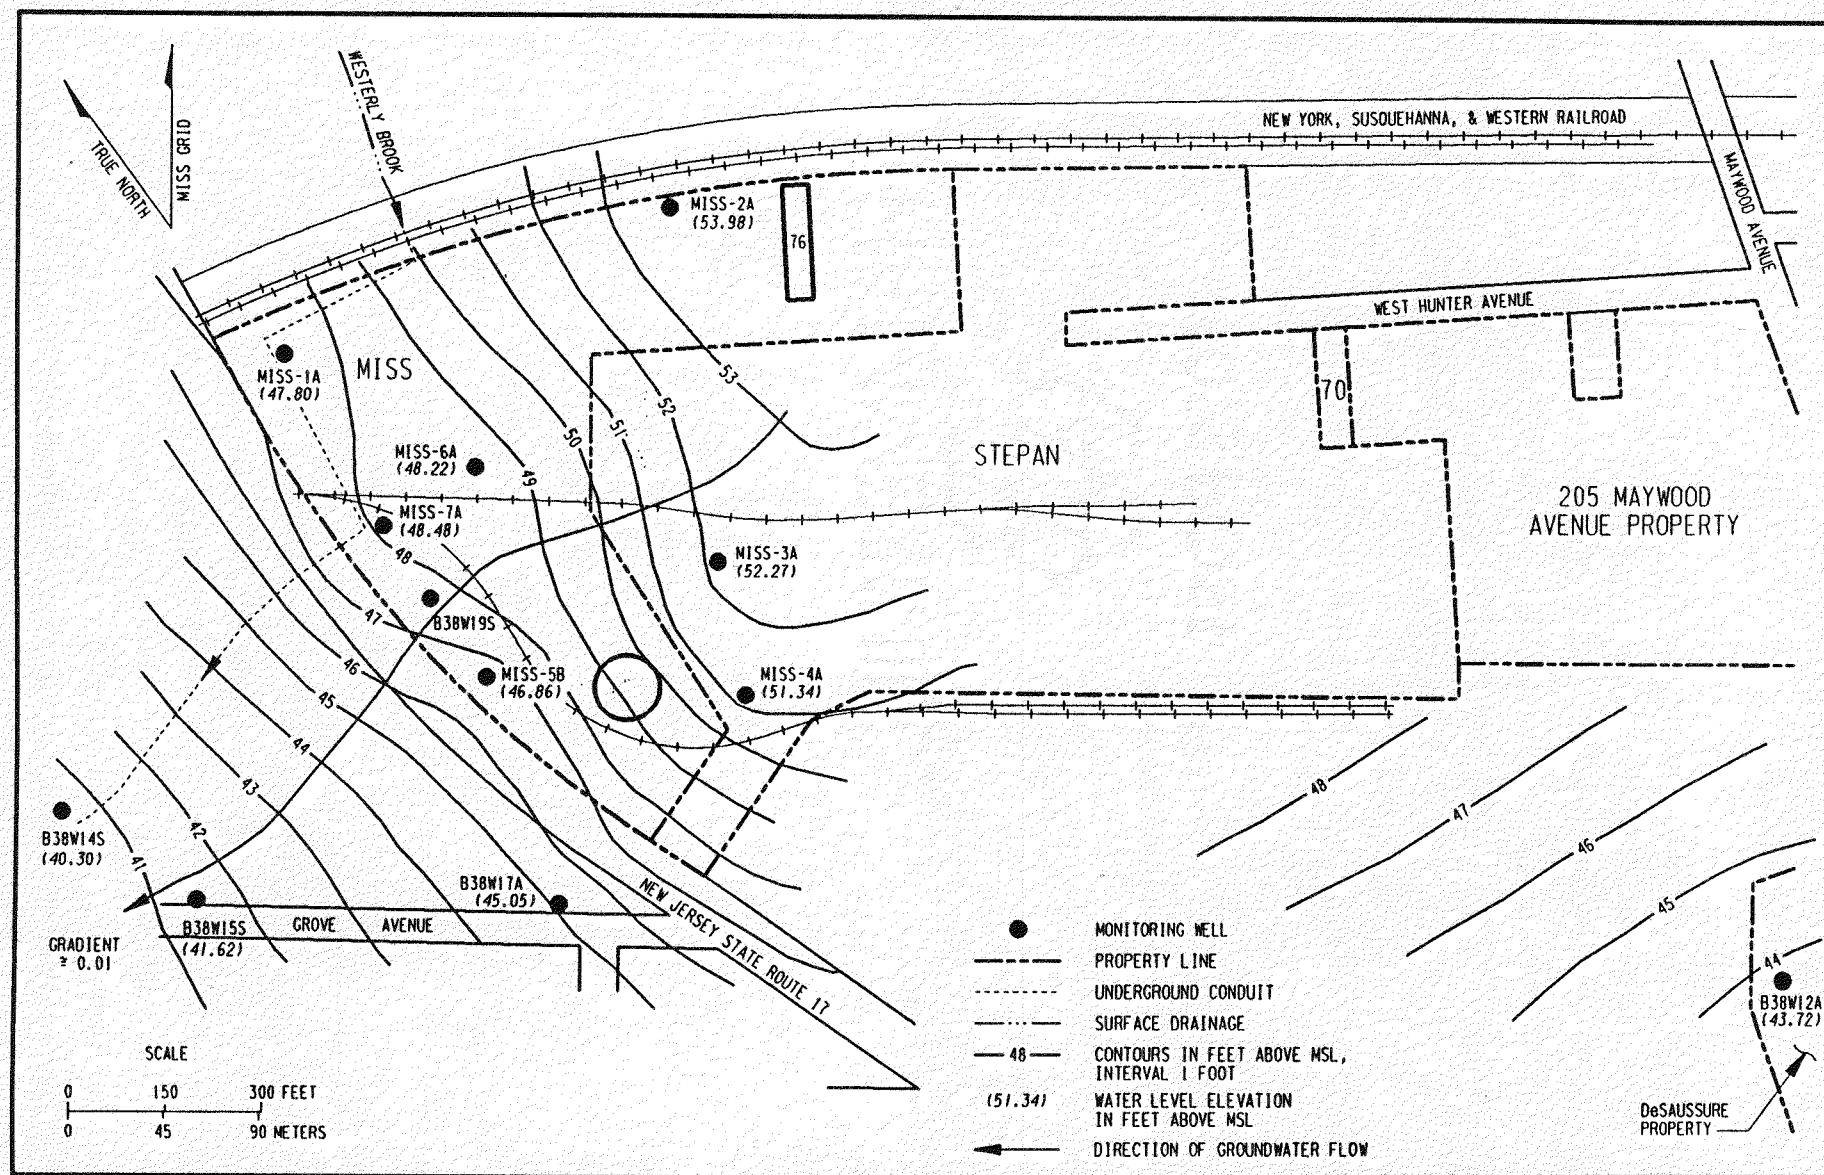 TRUE NORTH
MISS GRID
WESTERLY BROOK
NEW YORK, SUSQUEHANNA, & WESTERN RAILROAD
MAYWOOD AVENUE
MISS-2A
(53.98)
76
WEST HUNTER AVENUE
MISS-1A
(47.80)
MISS
53
52
51
50
49
70
STEPAN
205 MAYWOOD
AVENUE PROPERTY
MISS-6A
(48.22)
MISS-7A
(48.48)
48
MISS-3A
(52.27)
47
B38W19S
46
MISS-5B
(46.86)
MISS-4A
(51.34)
45
44
43
42
41
B38W14S
(40.30)
B38W15S
(41.62)
GROVE AVENUE
B38W17A
(45.05)
NEW JERSEY STATE ROUTE 17
GRADIENT
≅ 0.01
48
47
46
45
44
B38W12A
(43.72)
DeSAUSSURE
PROPERTY
SCALE
0 150 300 FEET
0 45 90 METERS
MONITORING WELL
PROPERTY LINE
UNDERGROUND CONDUIT
SURFACE DRAINAGE
48 CONTOURS IN FEET ABOVE MSL,
INTERVAL 1 FOOT
(51.34) WATER LEVEL ELEVATION
IN FEET ABOVE MSL
DIRECTION OF GROUNDWATER FLOW